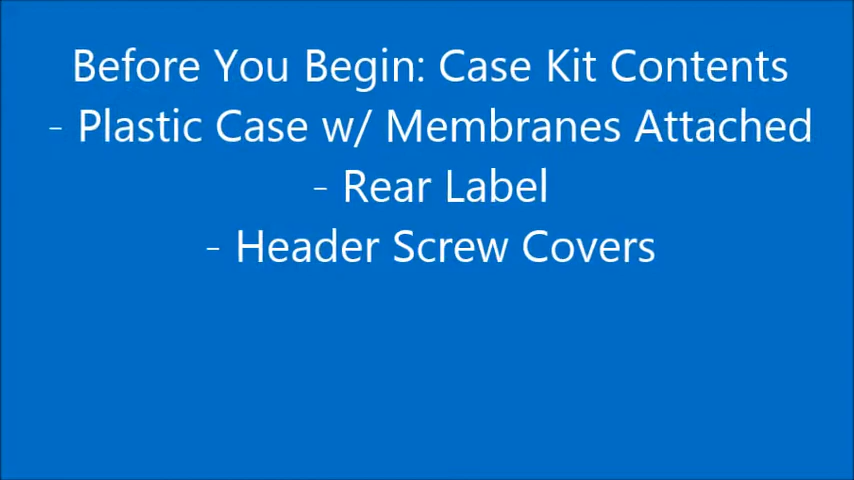 Before You Begin: Case Kit Contents
- Plastic Case w/ Membranes Attached
- Rear Label
- Header Screw Covers